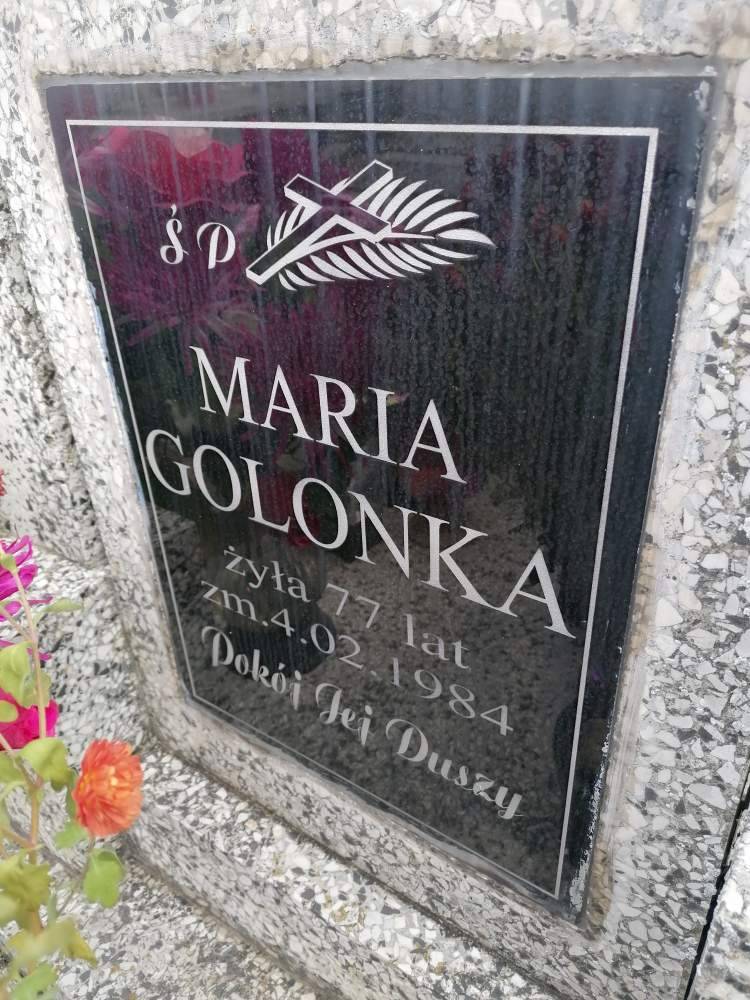 Ś P
MARIA
GOLONKA
żyła 77 lat
zm.4.02.1984
Pokój Jej Duszy